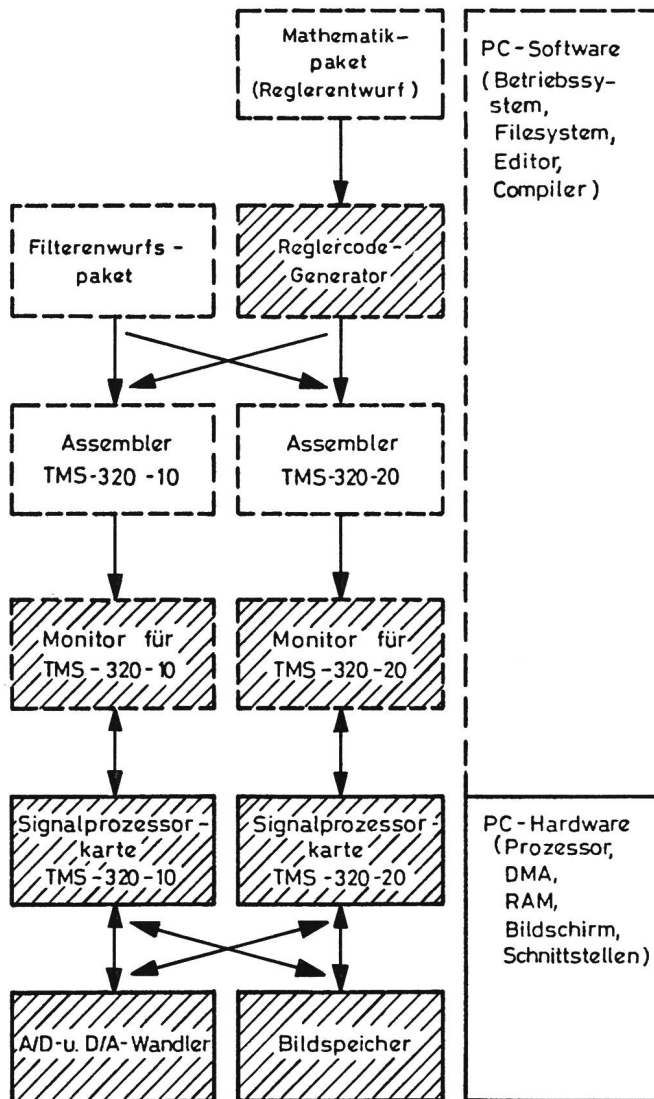 Mathematik-
paket
(Reglerentwurf)
PC-Software
(Betriebssy-
stem,
Filesystem,
Editor,
Compiler)
Filterenwurfs-
paket
Reglercode-
Generator
Assembler
TMS-320-10
Assembler
TMS-320-20
Monitor für
TMS-320-10
Monitor für
TMS-320-20
Signalprozessor-
karte
TMS-320-10
Signalprozessor-
karte
TMS-320-20
PC-Hardware
(Prozessor,
DMA,
RAM,
Bildschirm,
Schnittstellen)
A/D-u. D/A-Wandler
Bildspeicher